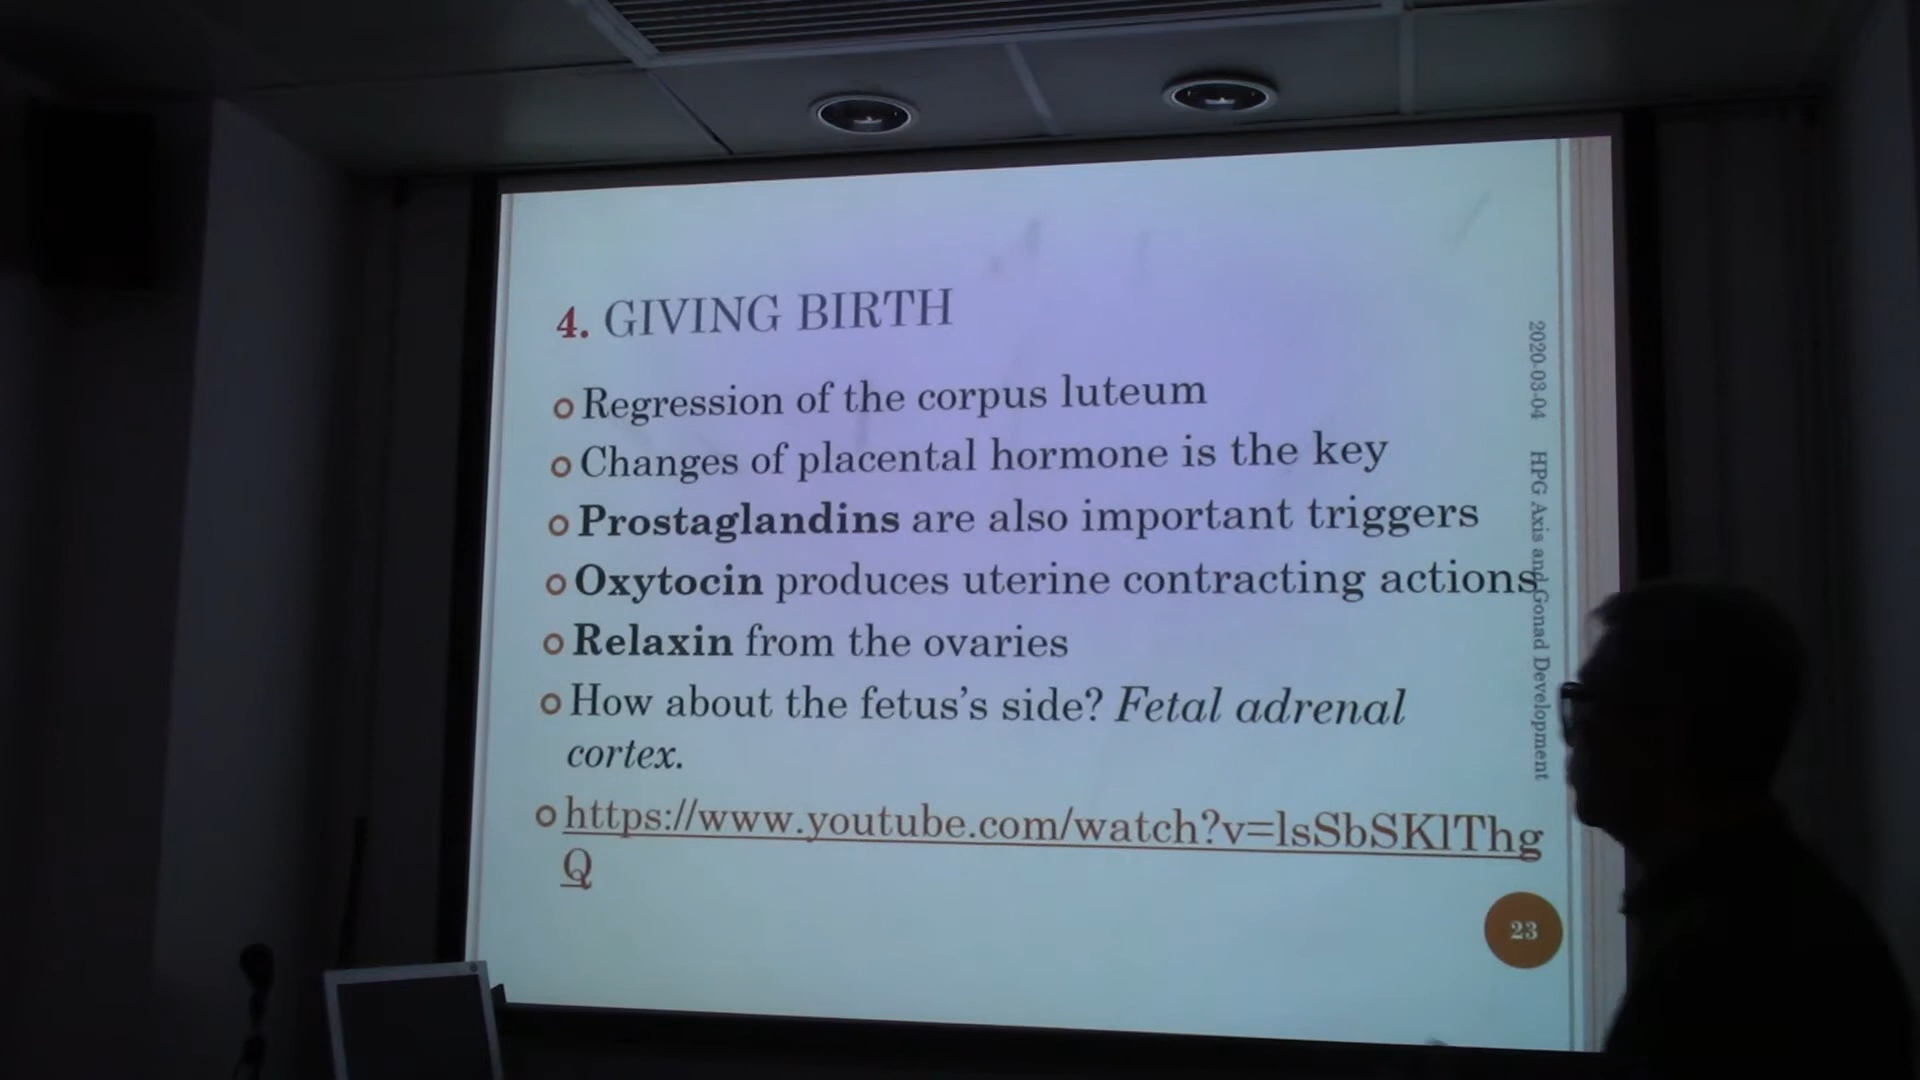 4. GIVING BIRTH
Regression of the corpus luteum
Changes of placental hormone is the key
Prostaglandins are also important triggers
Oxytocin produces uterine contracting actions
Relaxin from the ovaries
How about the fetus’s side? Fetal adrenal
cortex.
https://www.youtube.com/watch?v=lsSbSKlThg
Q
2020-03-04 HPG Axis and Gonad Development
23